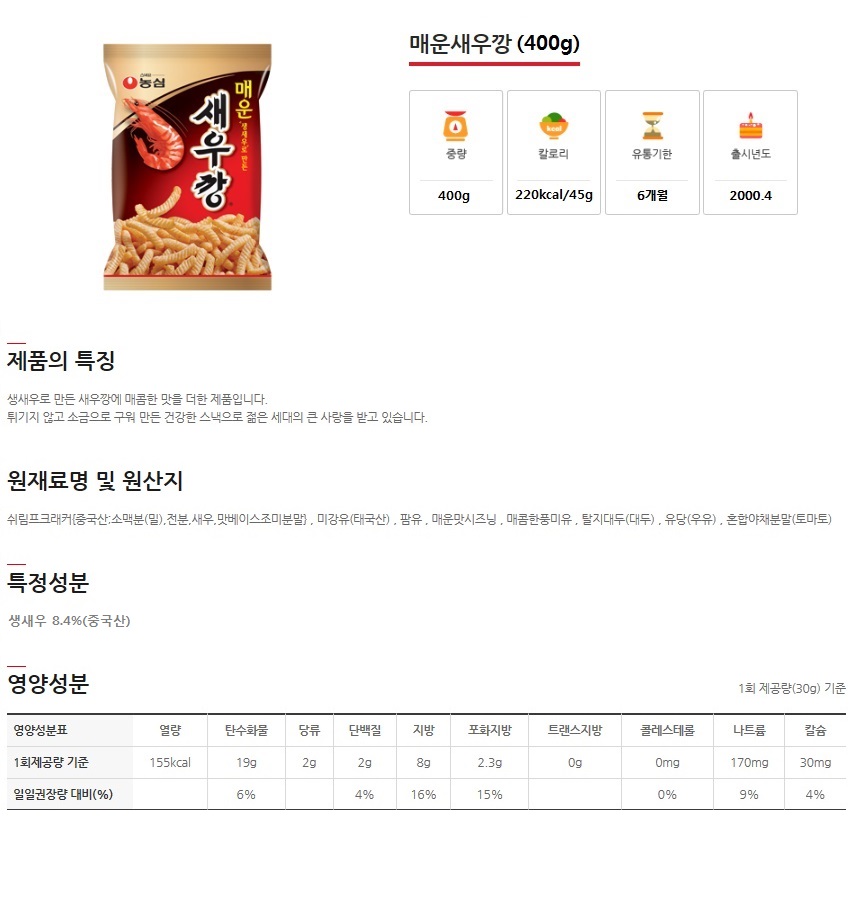 매운새우깡 (400g)
농심
매운
생새우로 만든
새우깡
중량
칼로리
유통기한
출시년도
400g
220kcal/45g
6개월
2000.4
제품의 특징
생새우로 만든 새우깡에 매콤한 맛을 더한 제품입니다.
튀기지 않고 소금으로 구워 만든 건강한 스낵으로 젊은 세대의 큰 사랑을 받고 있습니다.
원재료명 및 원산지
쉬림프크래커{중국산;소맥분(밀),전분,새우,맛베이스조미분말} , 미강유(태국산) , 팜유 , 매운맛시즈닝 , 매콤한풍미유 , 탈지대두(대두) , 유당(우유) , 혼합야채분말(토마토)
특정성분
생새우 8.4%(중국산)
영양성분
1회 제공량(30g) 기준
영양성분표 열량 탄수화물 당류 단백질 지방 포화지방 트랜스지방 콜레스테롤 나트륨 칼슘
1회제공량 기준 155kcal 19g 2g 2g 8g 2.3g 0g 0mg 170mg 30mg
일일권장량 대비(%) 6% 4% 16% 15% 0% 9% 4%